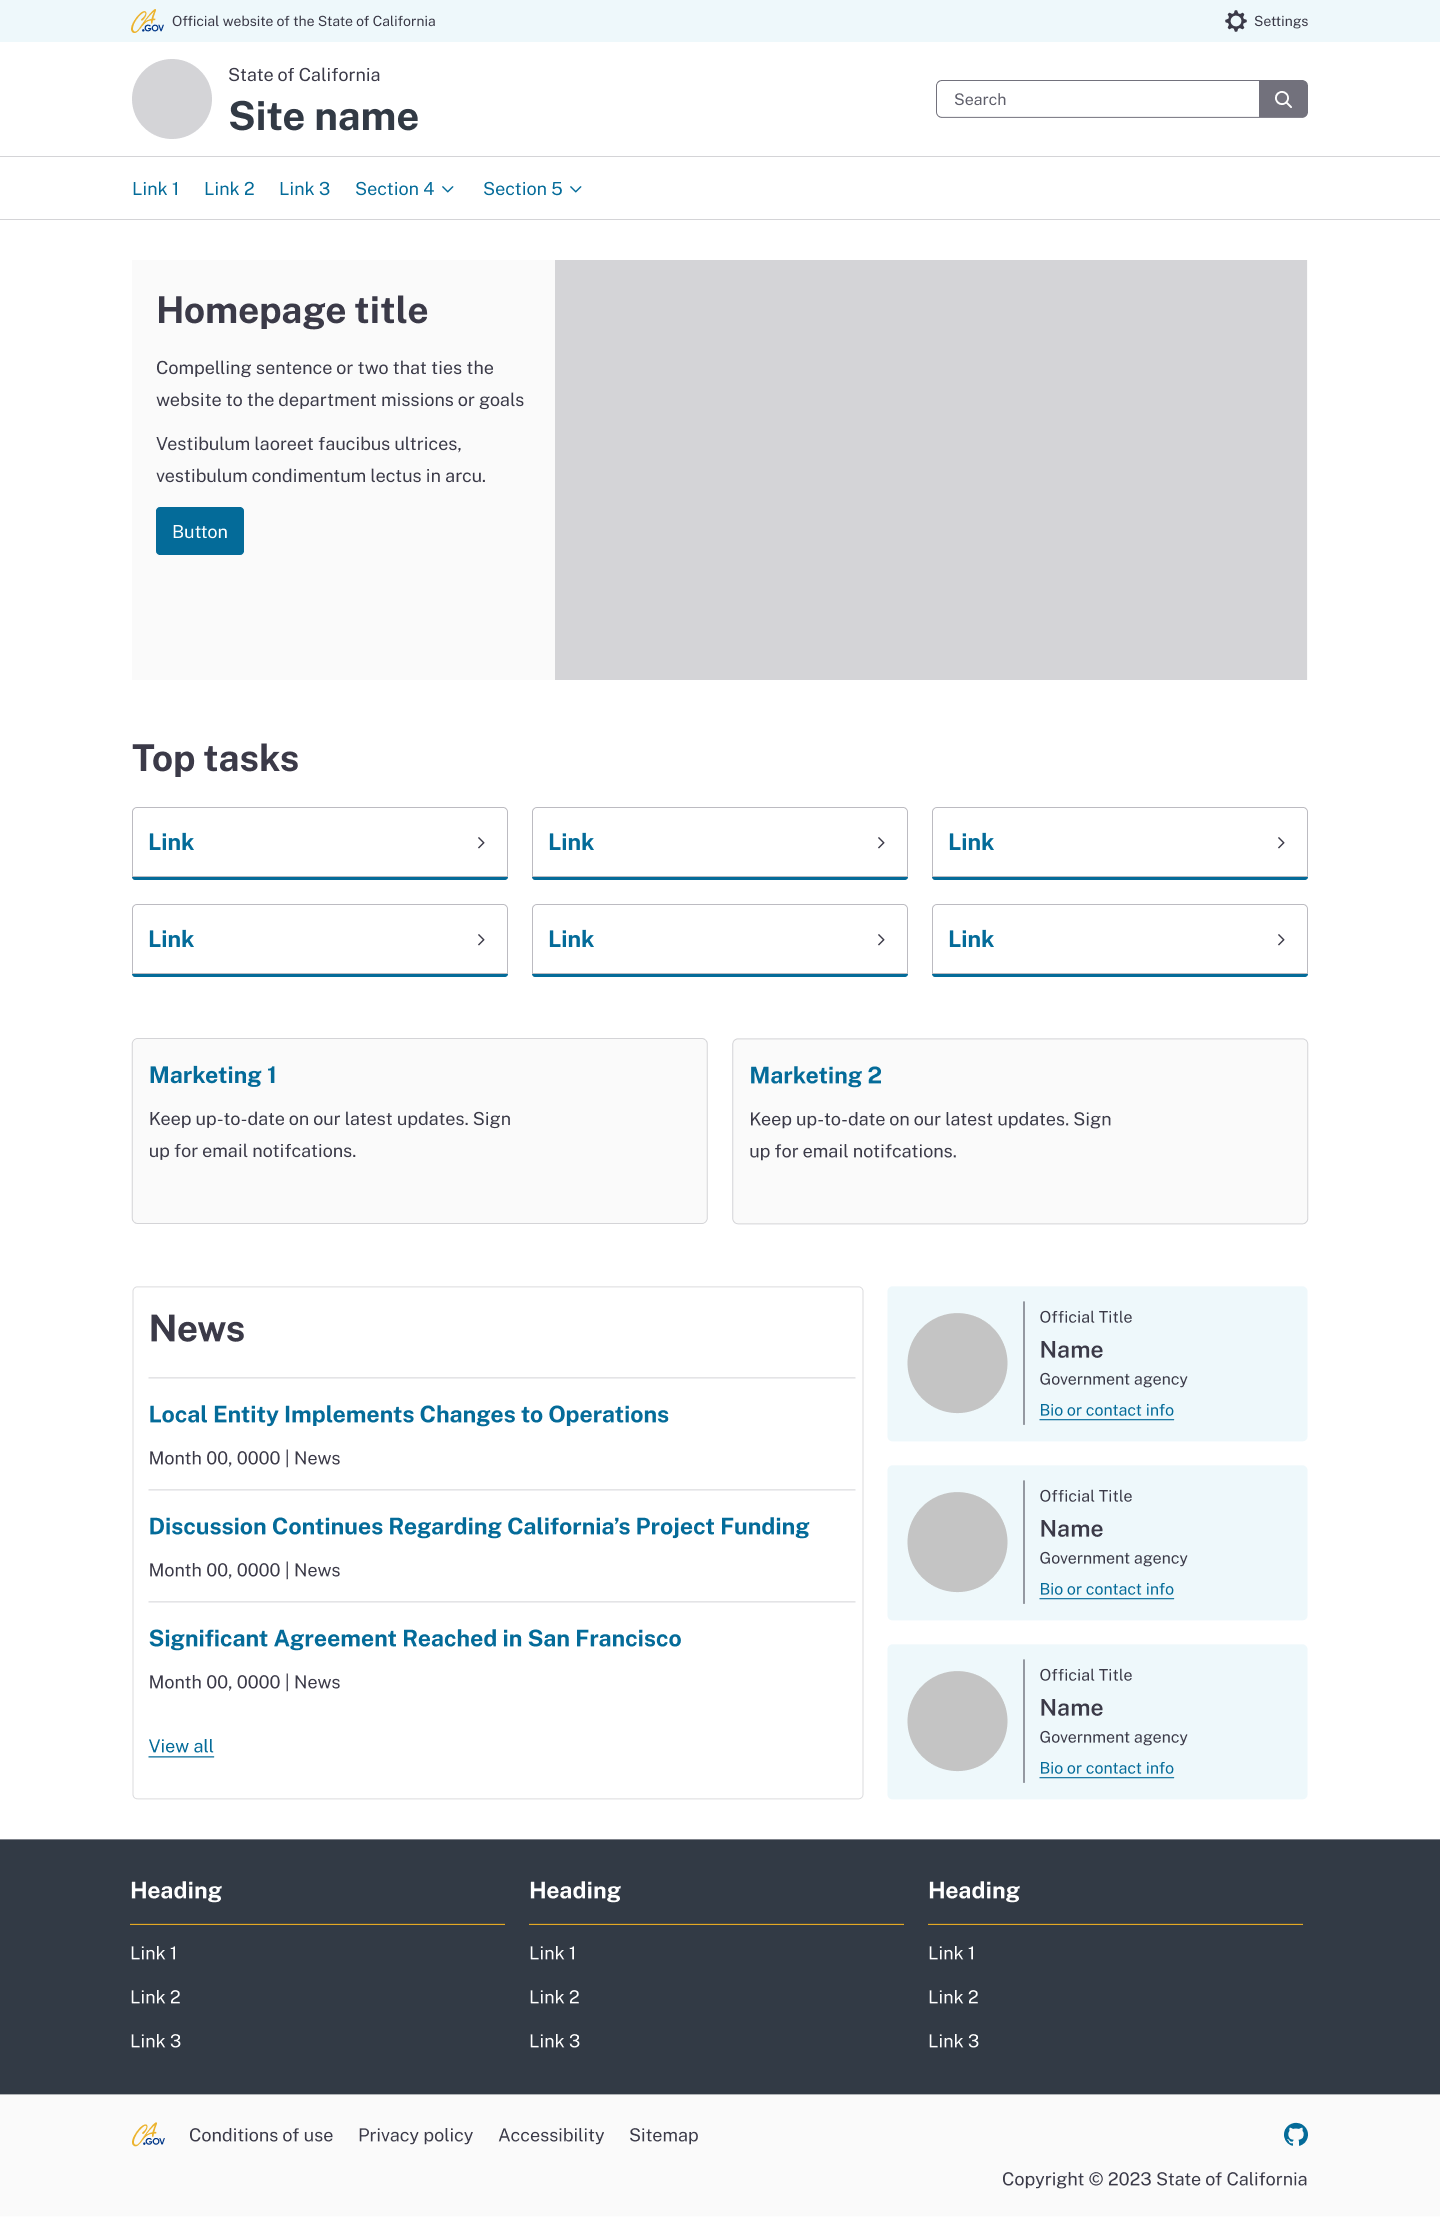 CA.GOV Official website of the State of California
Settings
State of California
Site name
Search
Link 1 Link 2 Link 3 Section 4 Section 5
Homepage title
Compelling sentence or two that ties the
website to the department missions or goals
Vestibulum laoreet faucibus ultrices,
vestibulum condimentum lectus in arcu.
Button
Top tasks
Link
Link
Link
Link
Link
Link
Marketing 1
Keep up-to-date on our latest updates. Sign
up for email notifcations.
Marketing 2
Keep up-to-date on our latest updates. Sign
up for email notifcations.
News
Local Entity Implements Changes to Operations
Month 00, 0000 | News
Discussion Continues Regarding California’s Project Funding
Month 00, 0000 | News
Significant Agreement Reached in San Francisco
Month 00, 0000 | News
View all
Official Title
Name
Government agency
Bio or contact info
Official Title
Name
Government agency
Bio or contact info
Official Title
Name
Government agency
Bio or contact info
Heading
Link 1
Link 2
Link 3
Heading
Link 1
Link 2
Link 3
Heading
Link 1
Link 2
Link 3
CA.GOV Conditions of use Privacy policy Accessibility Sitemap
Copyright © 2023 State of California